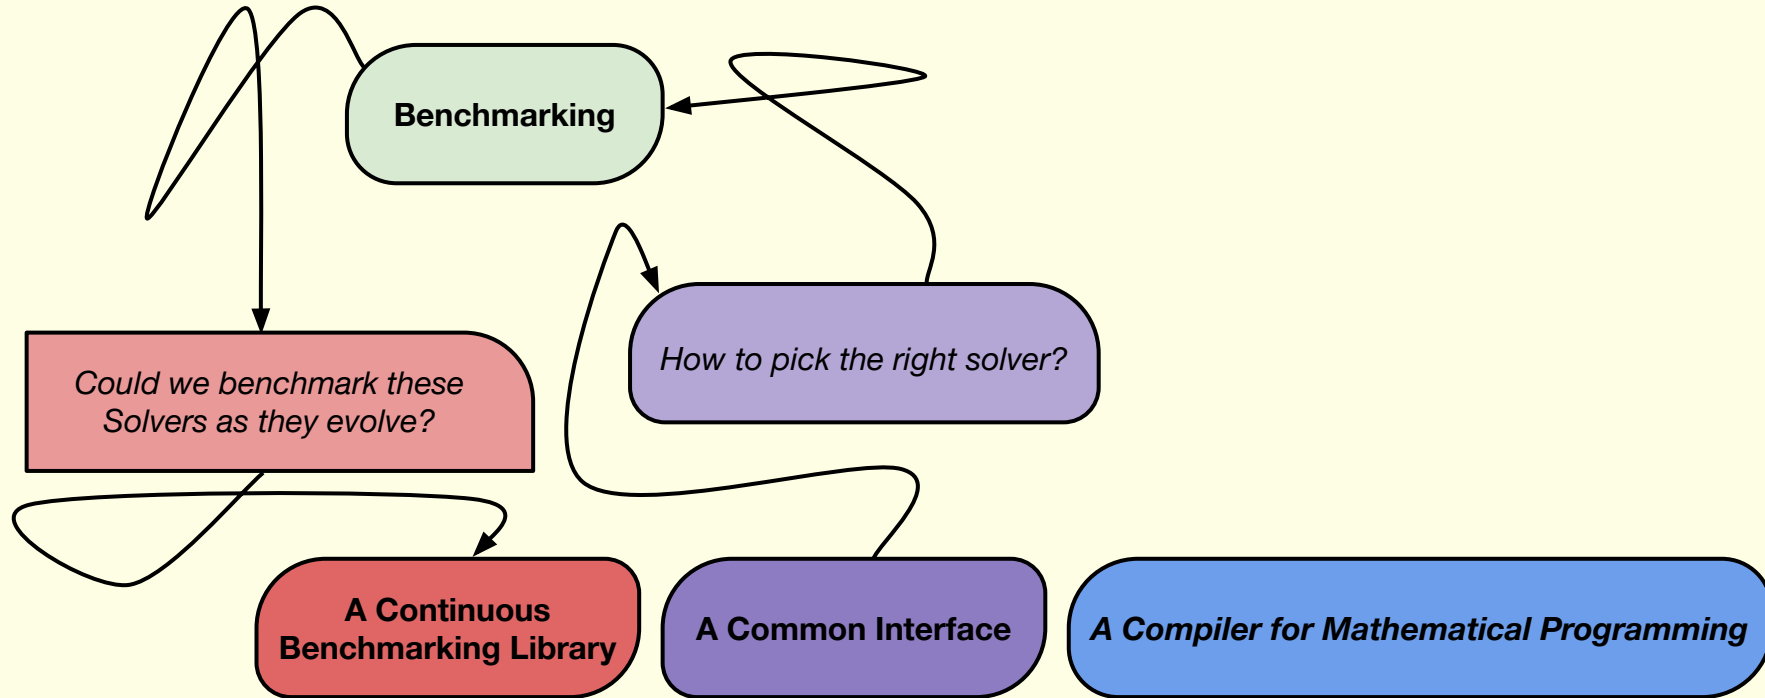 Benchmarking
How to pick the right solver?
Could we benchmark these
Solvers as they evolve?
A Continuous
Benchmarking Library
A Common Interface
A Compiler for Mathematical Programming